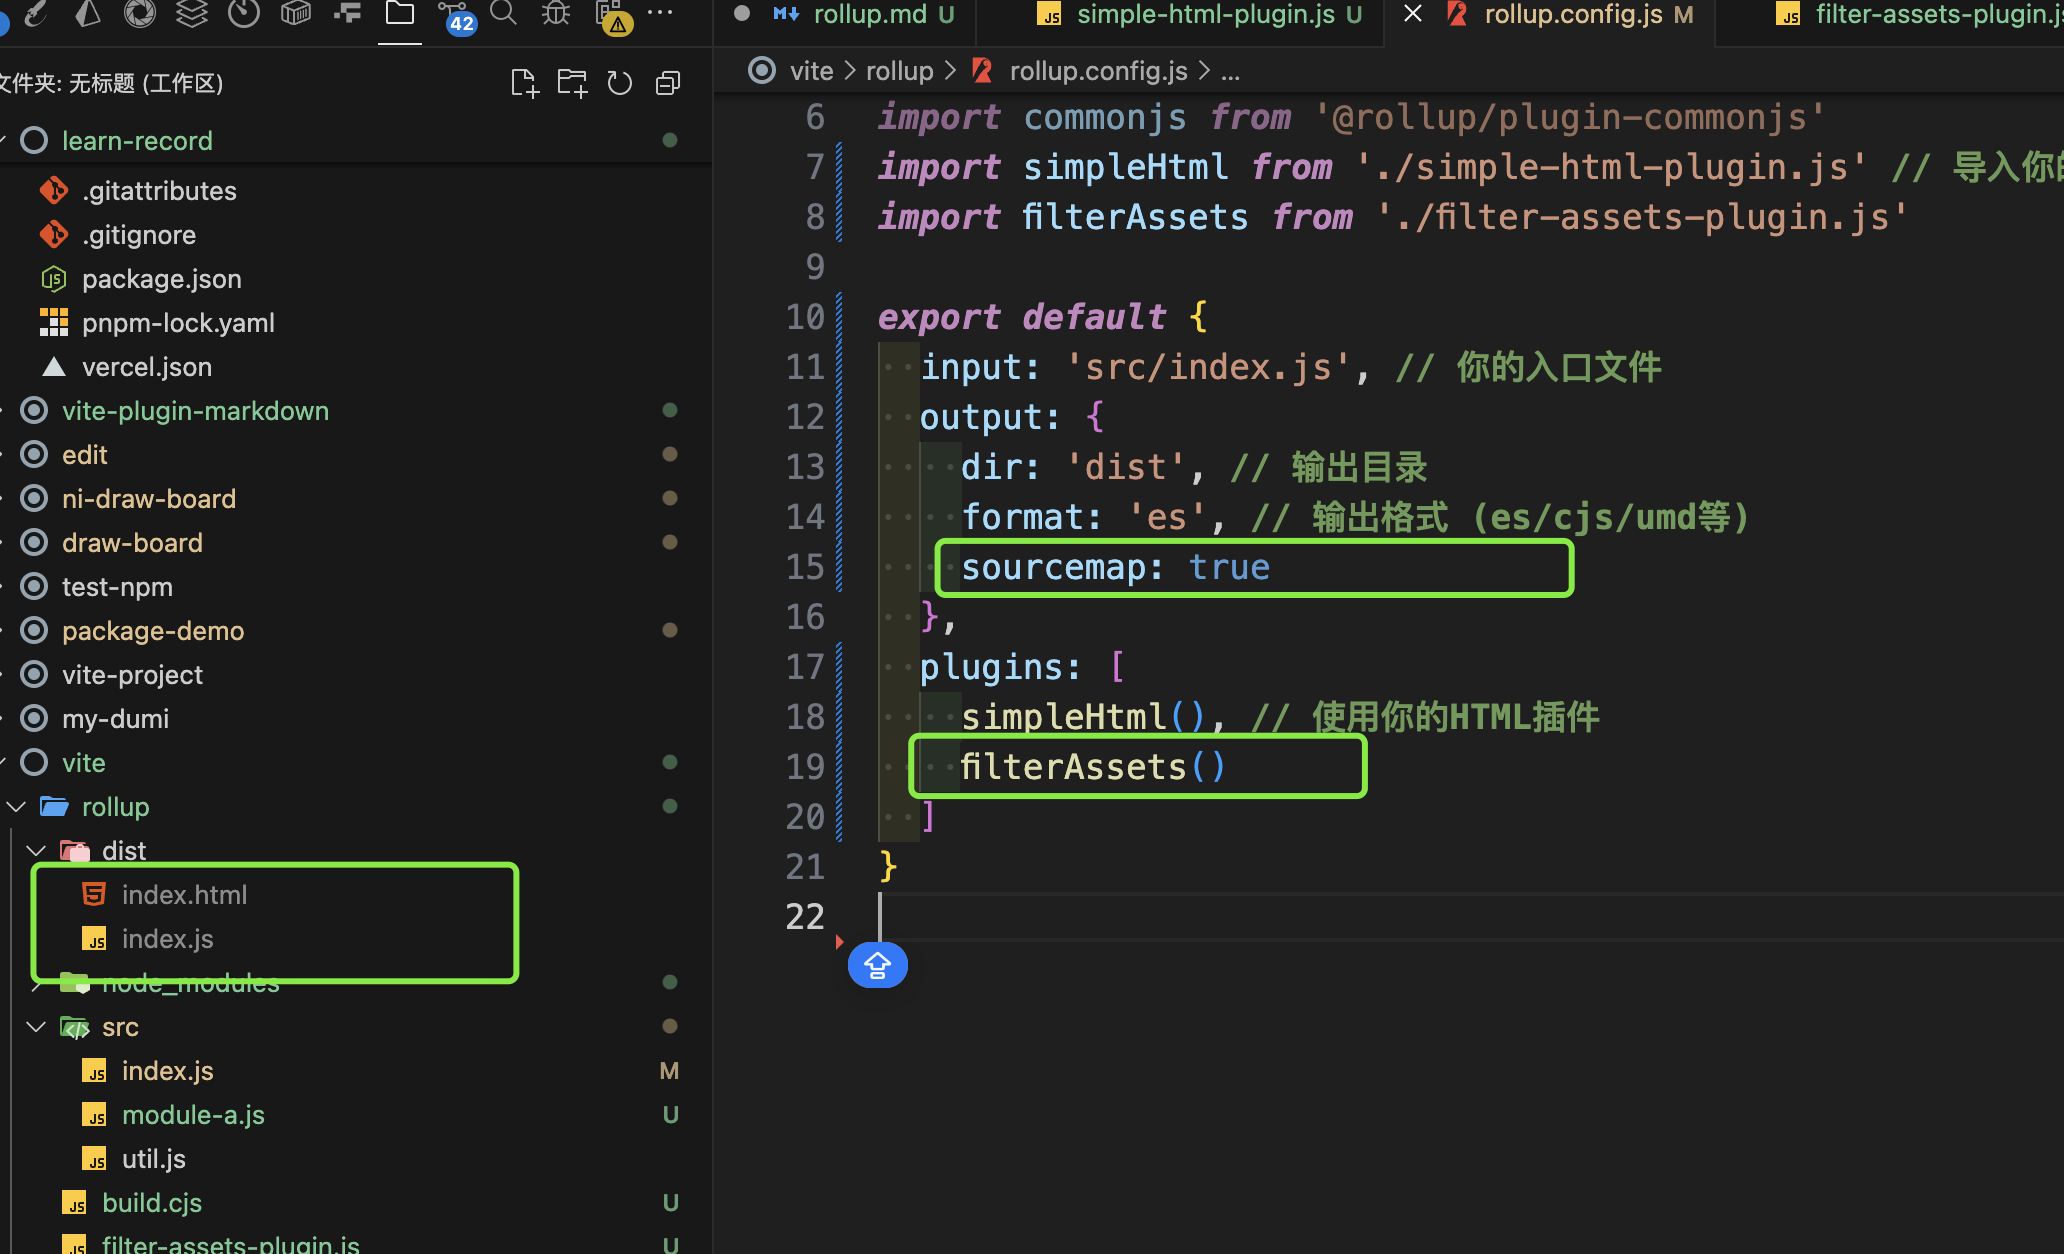 42
文件夹: 无标题 (工作区)
learn-record
.gitattributes
.gitignore
package.json
pnpm-lock.yaml
vercel.json
vite-plugin-markdown
edit
ni-draw-board
draw-board
test-npm
package-demo
vite-project
my-dumi
vite
rollup
dist
index.html
JS index.js
node_modules
src
JS index.js M
JS module-a.js U
JS util.js
JS build.cjs U
JS filter-assets-plugin.js U
rollup.md U
JS simple-html-plugin.js U
rollup.config.js M
JS filter-assets-plugin.js
vite > rollup > rollup.config.js > ...
6 import commonjs from '@rollup/plugin-commonjs'
7 import simpleHtml from './simple-html-plugin.js' // 导入你的
8 import filterAssets from './filter-assets-plugin.js'
9
10 export default {
11 input: 'src/index.js', // 你的入口文件
12 output: {
13 dir: 'dist', // 输出目录
14 format: 'es', // 输出格式 (es/cjs/umd等)
15 sourcemap: true
16 },
17 plugins: [
18 simpleHtml(), // 使用你的HTML插件
19 filterAssets()
20 ]
21 }
22